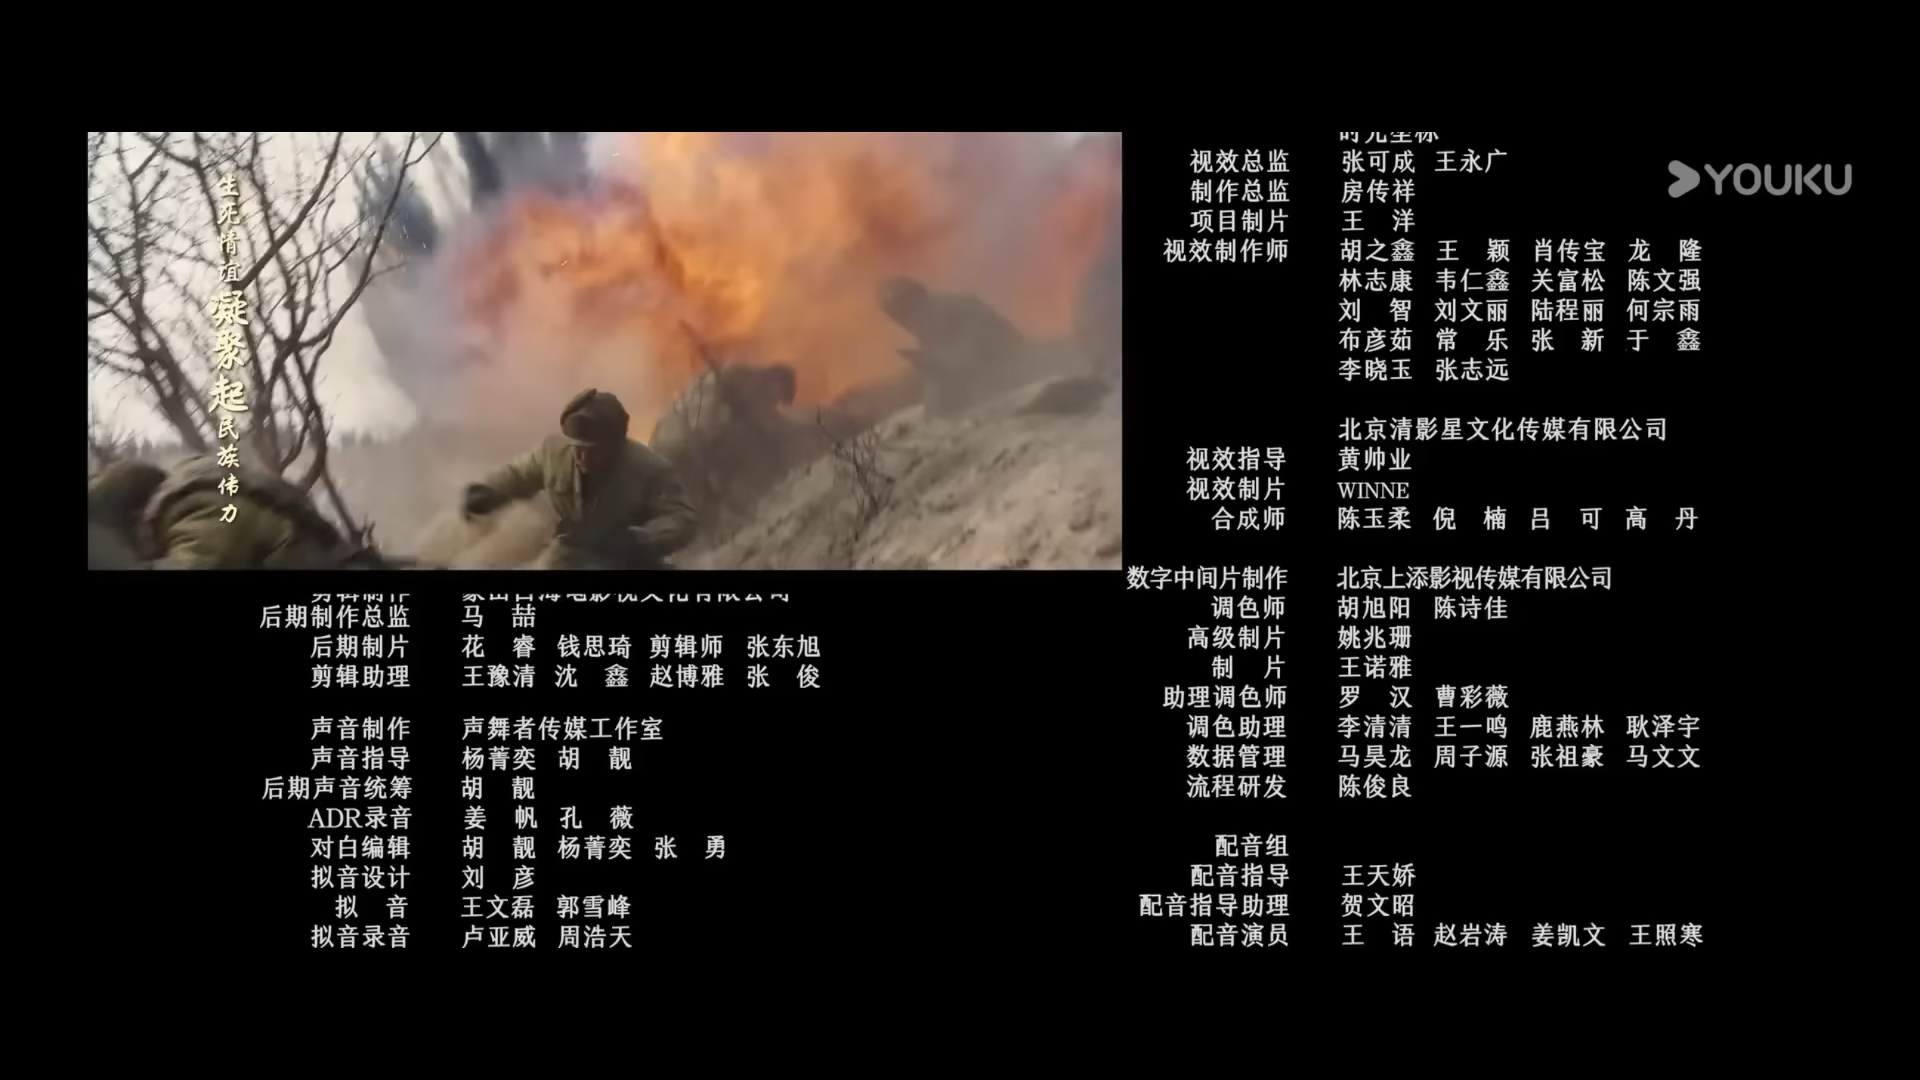 生死情谊凝聚起民族伟力
后期制作总监 马 喆
后期制片 花 睿 钱思琦 剪辑师 张东旭
剪辑助理 王豫清 沈 鑫 赵博雅 张 俊
声音制作 声舞者传媒工作室
声音指导 杨菁奕 胡 靓
后期声音统筹 胡 靓
ADR录音 姜 帆 孔 薇
对白编辑 胡 靓 杨菁奕 张 勇
拟音设计 刘 彦
拟 音 王文磊 郭雪峰
拟音录音 卢亚威 周浩天
YOUKU
时光坐标
视效总监 张可成 王永广
制作总监 房传祥
项目制片 王 洋
视效制作师 胡之鑫 王 颖 肖传宝 龙 隆
林志康 韦仁鑫 关富松 陈文强
刘 智 刘文丽 陆程丽 何宗雨
布彦茹 常 乐 张 新 于 鑫
李晓玉 张志远
北京清影星文化传媒有限公司
视效指导 黄帅业
视效制片 WINNE
合成师 陈玉柔 倪 楠 吕 可 高 丹
数字中间片制作 北京上添影视传媒有限公司
调色师 胡旭阳 陈诗佳
高级制片 姚兆珊
制 片 王诺雅
助理调色师 罗 汉 曹彩薇
调色助理 李清清 王一鸣 鹿燕林 耿泽宇
数据管理 马昊龙 周子源 张祖豪 马文文
流程研发 陈俊良
配音组
配音指导 王天娇
配音指导助理 贺文昭
配音演员 王 语 赵岩涛 姜凯文 王照寒